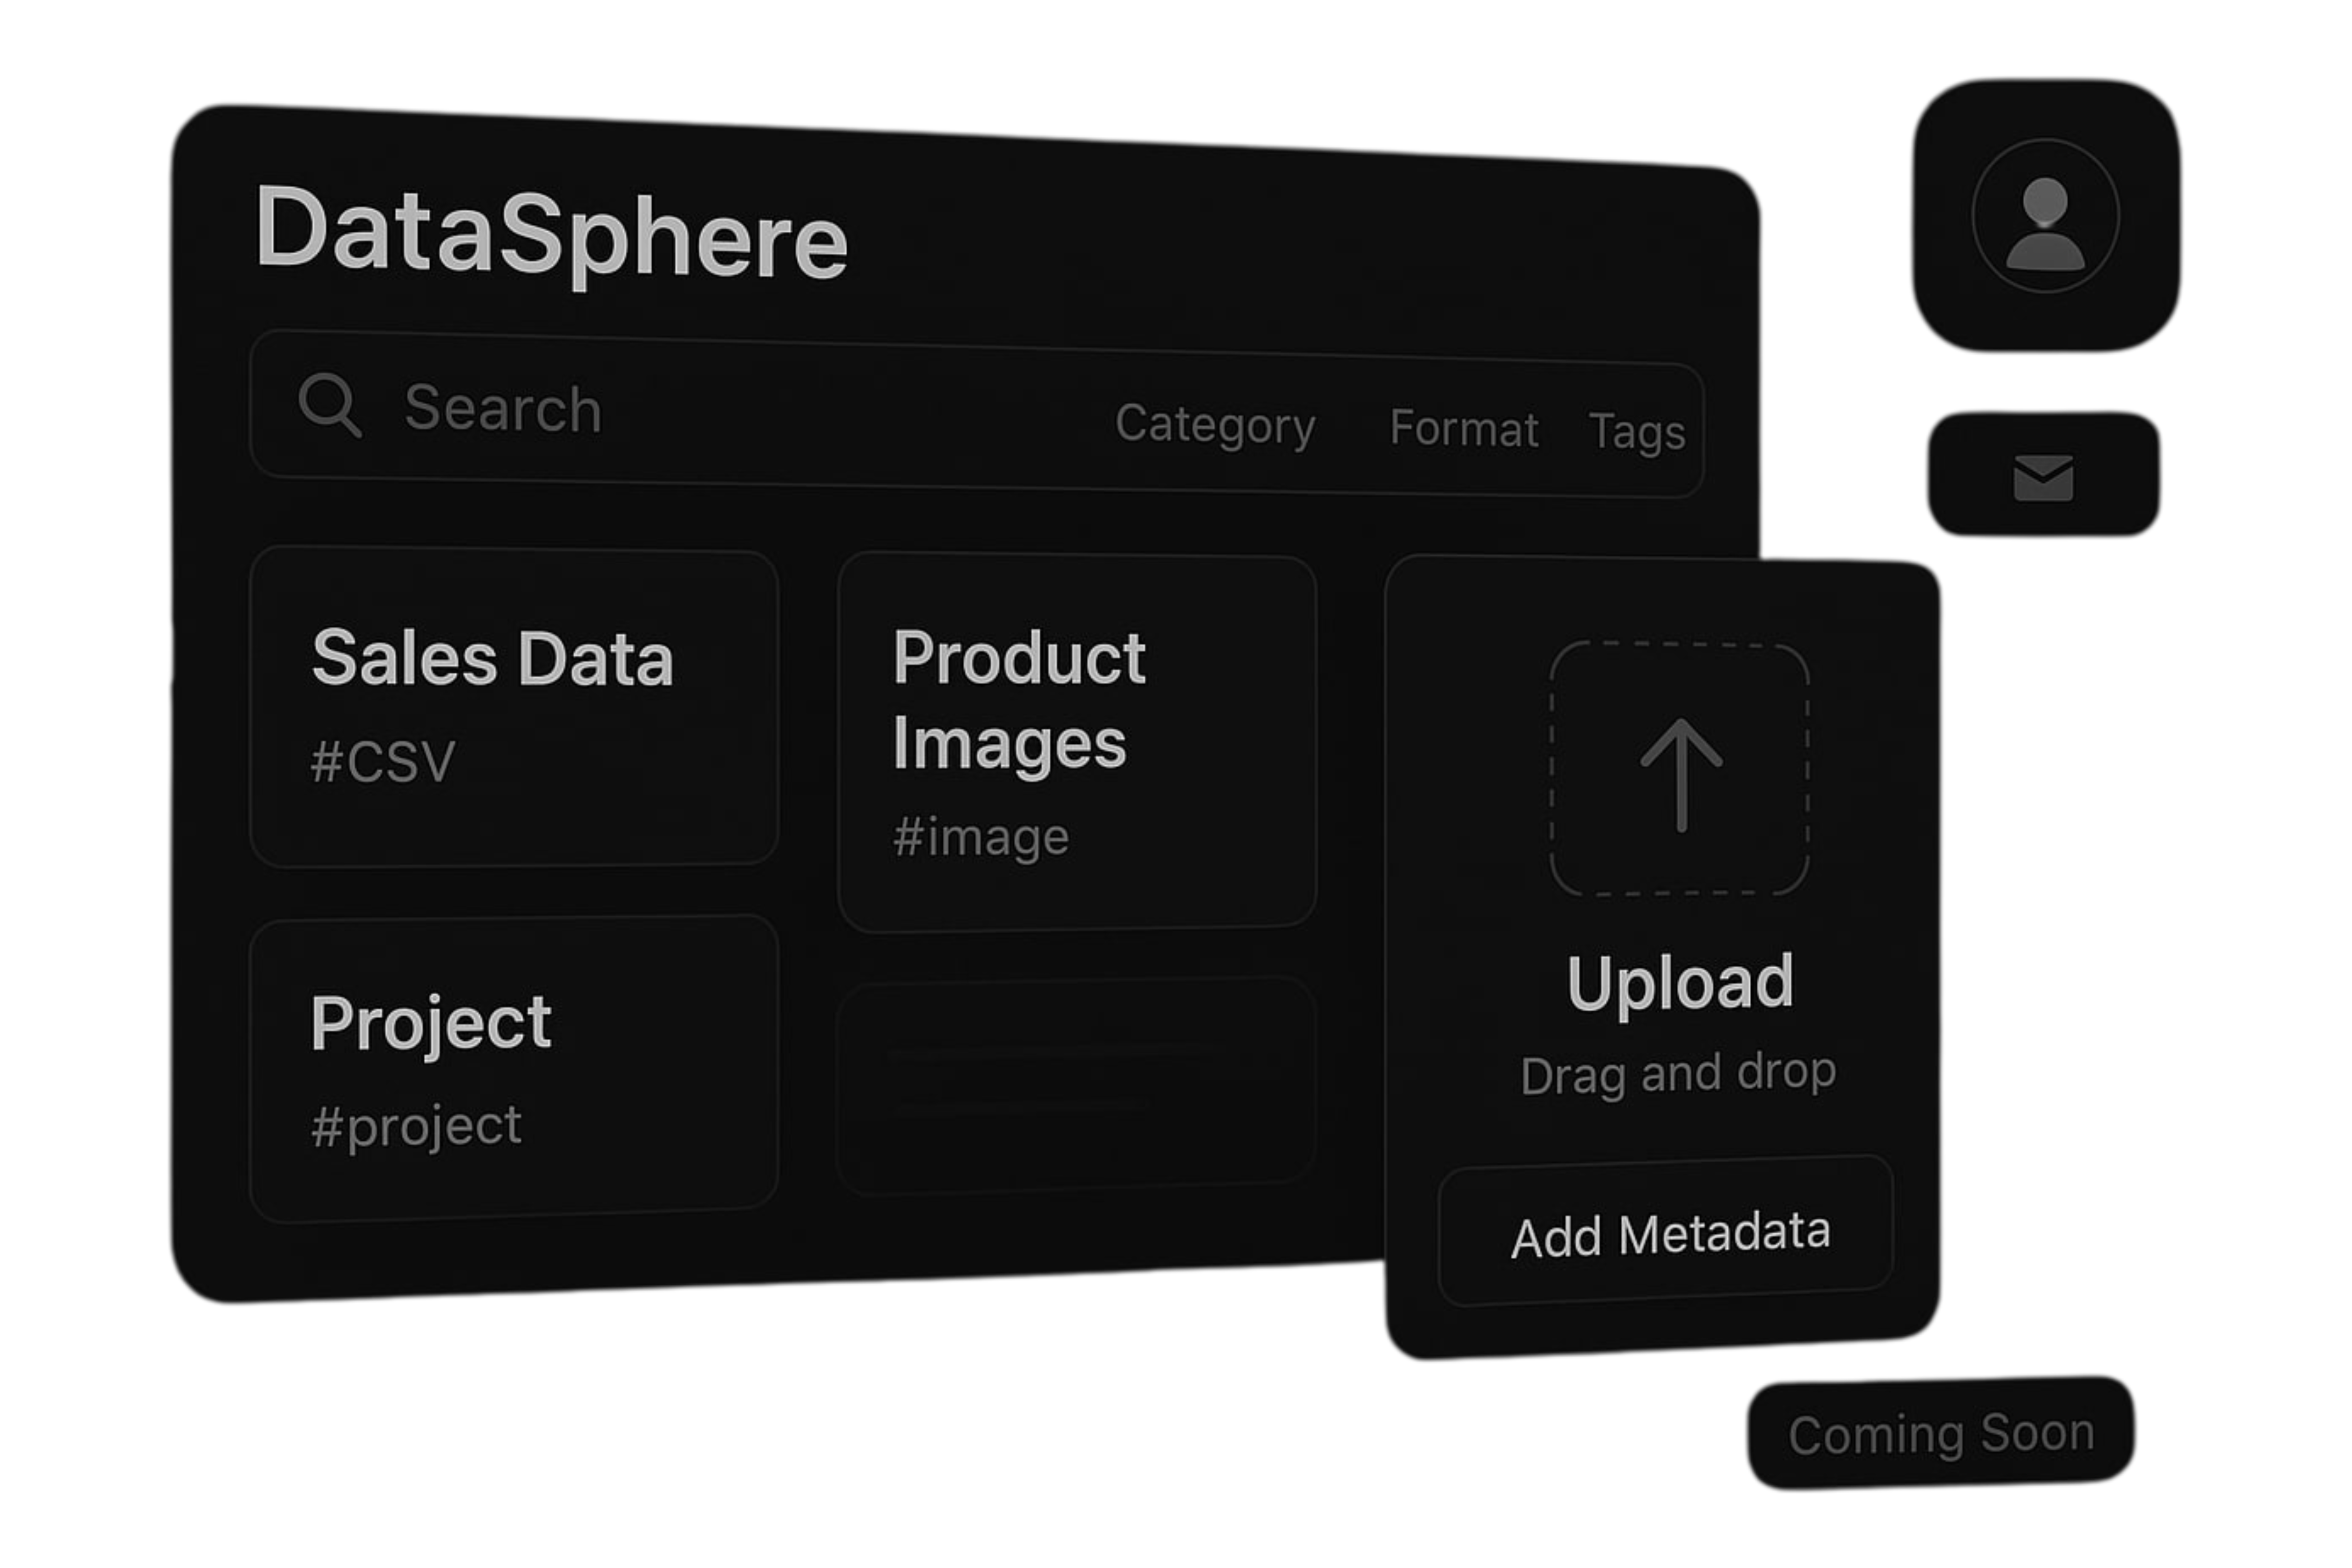 DataSphere
Search
Category Format Tags
Sales Data
#CSV
Product
Images
#image
Project
#project
Upload
Drag and drop
Add Metadata
Coming Soon